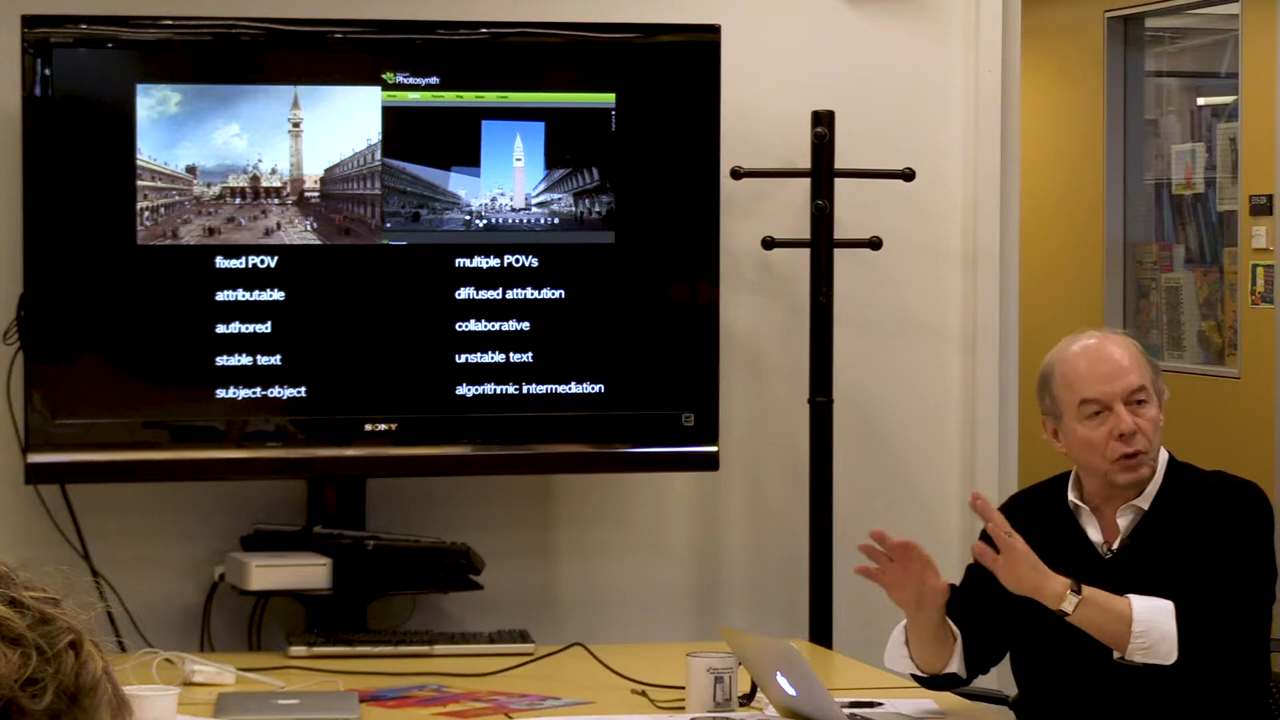 Photosynth
fixed POV
multiple POVs
attributable
diffused attribution
authored
collaborative
stable text
unstable text
subject-object
algorithmic intermediation
SONY